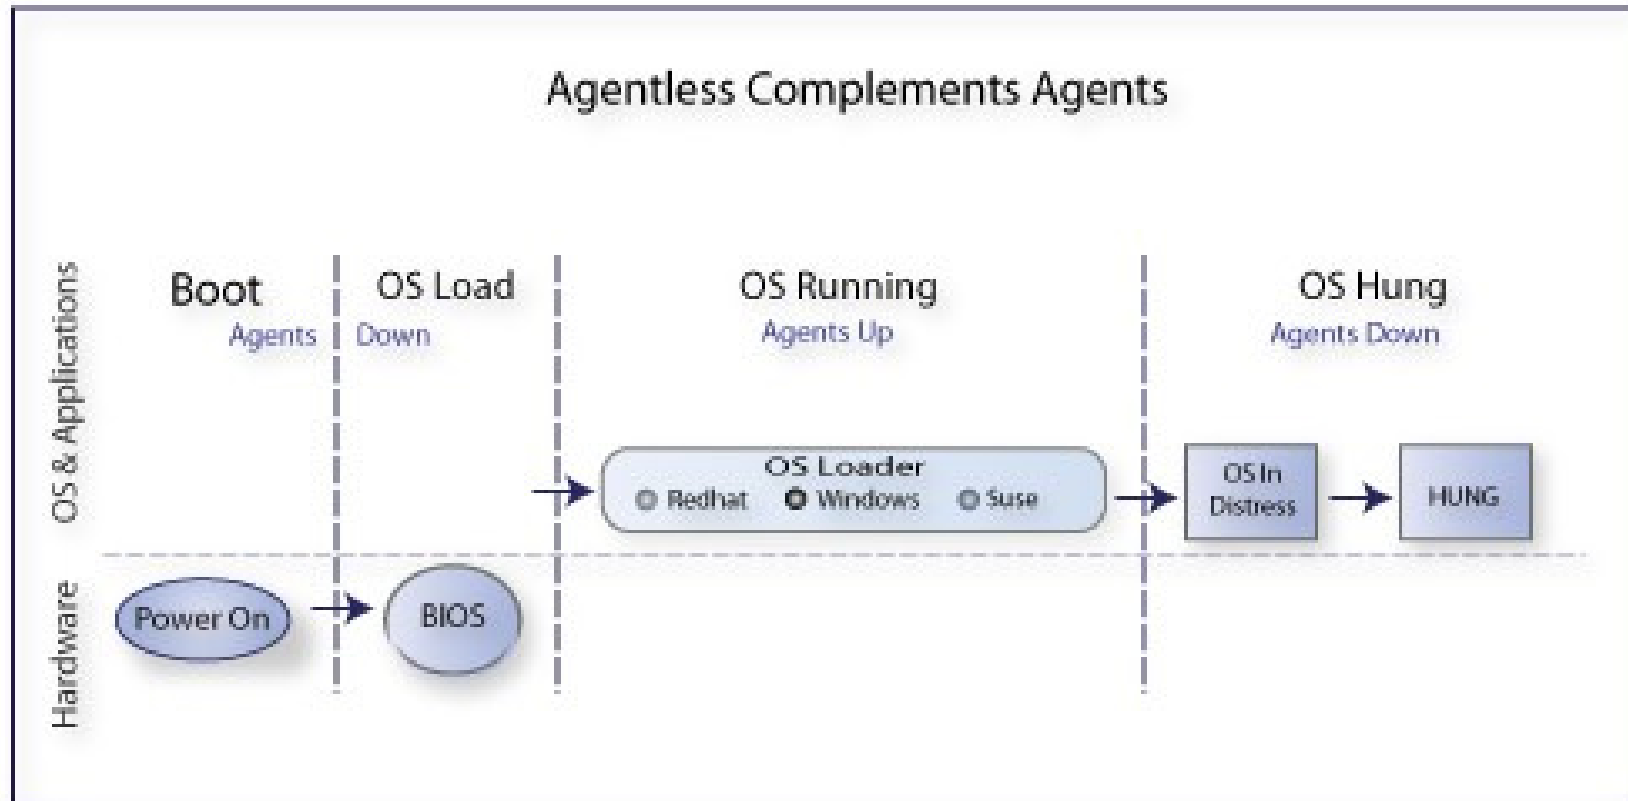 Agentless Complements Agents
Boot
OS Load
OS Running
OS Hung
Agents
Down
Agents Up
Agents Down
OS & Applications
OS Loader
Redhat
Windows
Suse
OS In
Distress
HUNG
Hardware
Power On
BIOS